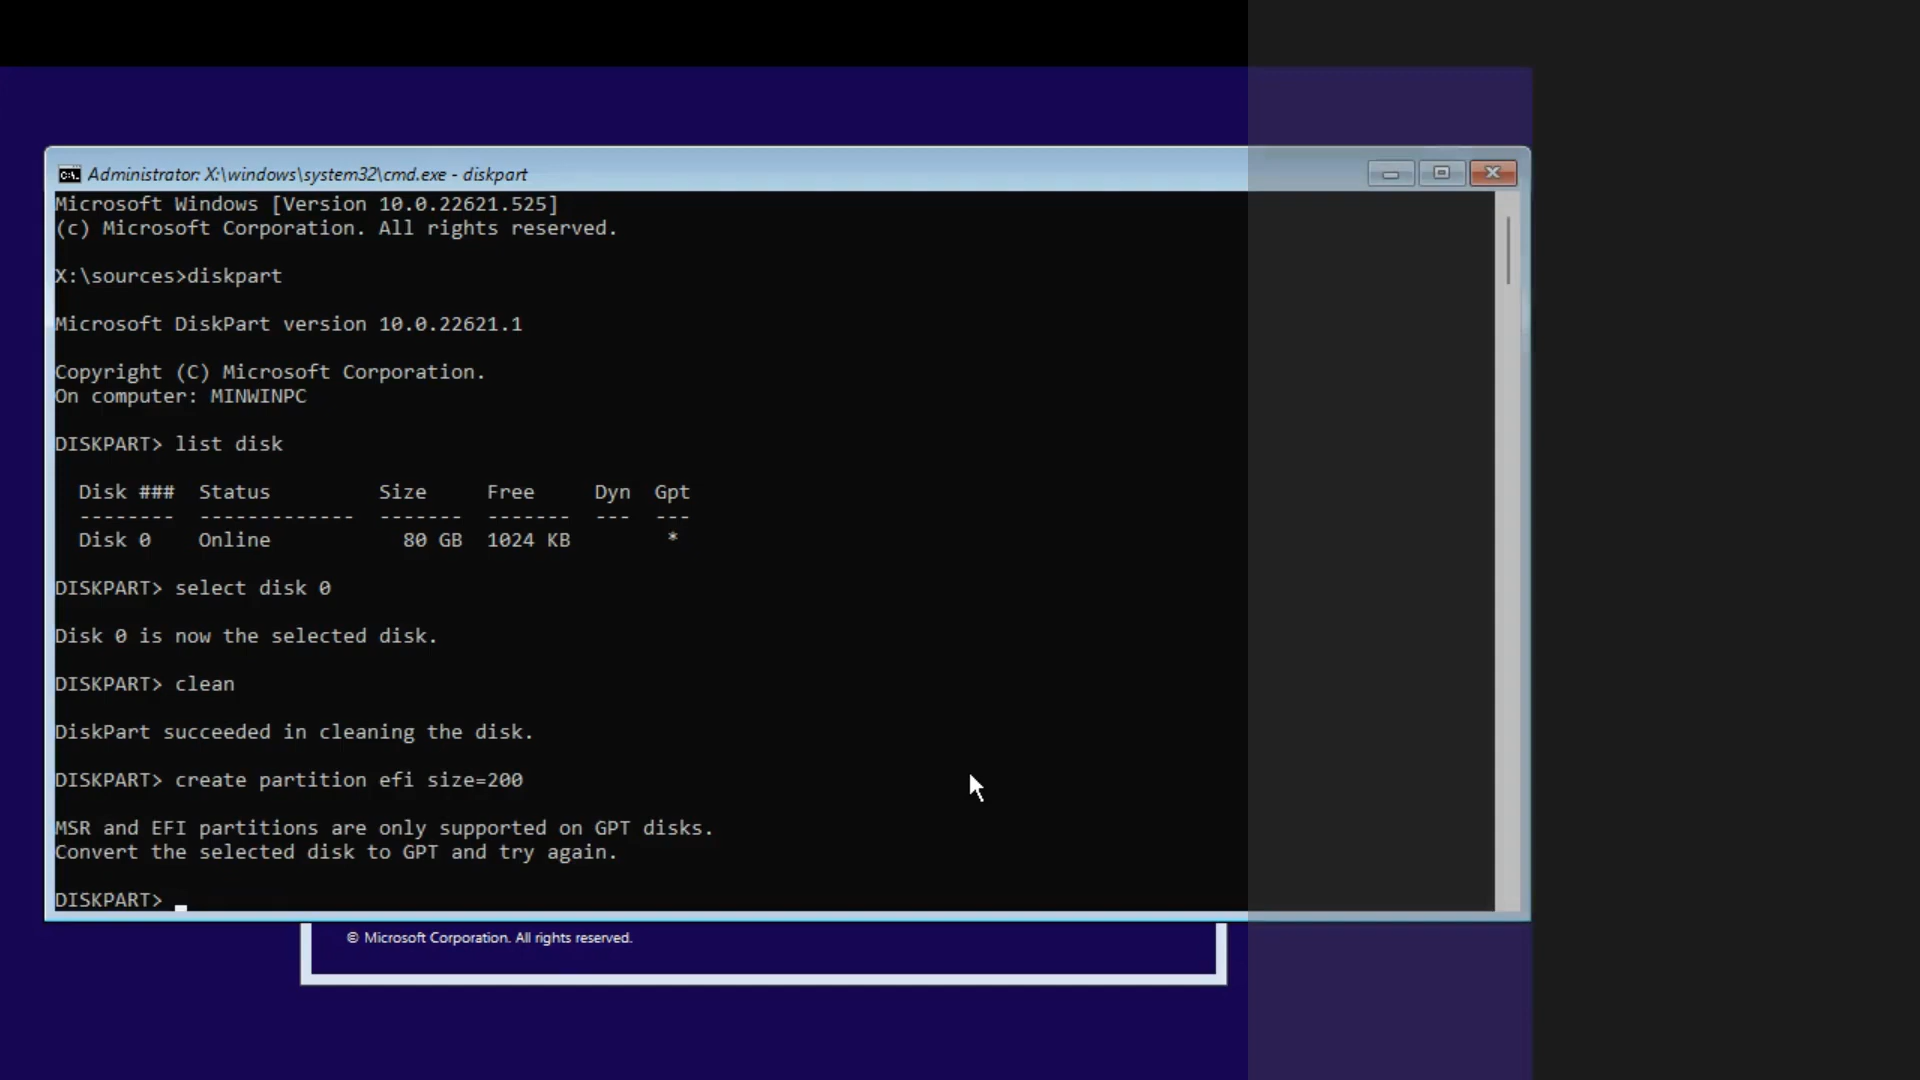 Administrator: X:\windows\system32\cmd.exe - diskpart
Microsoft Windows [Version 10.0.22621.525]
(c) Microsoft Corporation. All rights reserved.
X:\sources>diskpart
Microsoft DiskPart version 10.0.22621.1
Copyright (C) Microsoft Corporation.
On computer: MINWINPC
DISKPART> list disk
Disk ###  Status         Size     Free     Dyn  Gpt
--------  -------------  -------  -------  ---  ---
Disk 0    Online           80 GB  1024 KB        *
DISKPART> select disk 0
Disk 0 is now the selected disk.
DISKPART> clean
DiskPart succeeded in cleaning the disk.
DISKPART> create partition efi size=200
MSR and EFI partitions are only supported on GPT disks.
Convert the selected disk to GPT and try again.
DISKPART>
© Microsoft Corporation. All rights reserved.